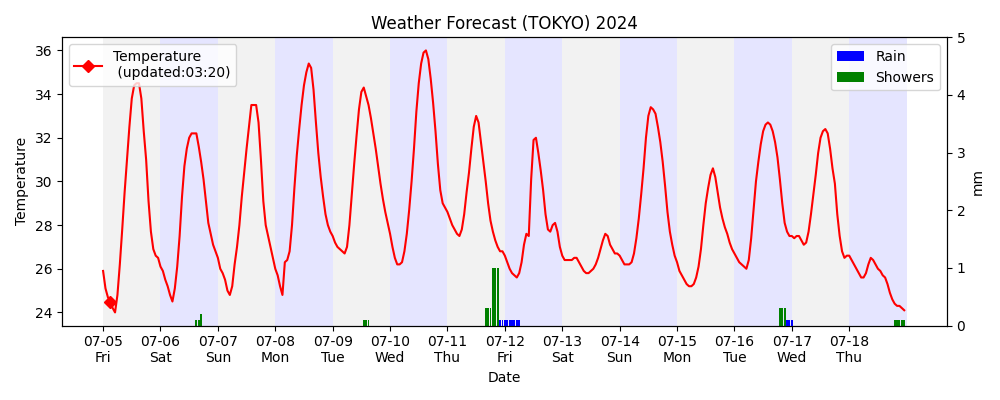 Weather Forecast (TOKYO) 2024
Temperature
(updated:03:20)
Rain
Showers
Temperature
36
34
32
30
28
26
24
5
4
3
2
1
0
mm
07-05 07-06 07-07 07-08 07-09 07-10 07-11 07-12 07-13 07-14 07-15 07-16 07-17 07-18
Fri Sat Sun Mon Tue Wed Thu Fri Sat Sun Mon Tue Wed Thu
Date